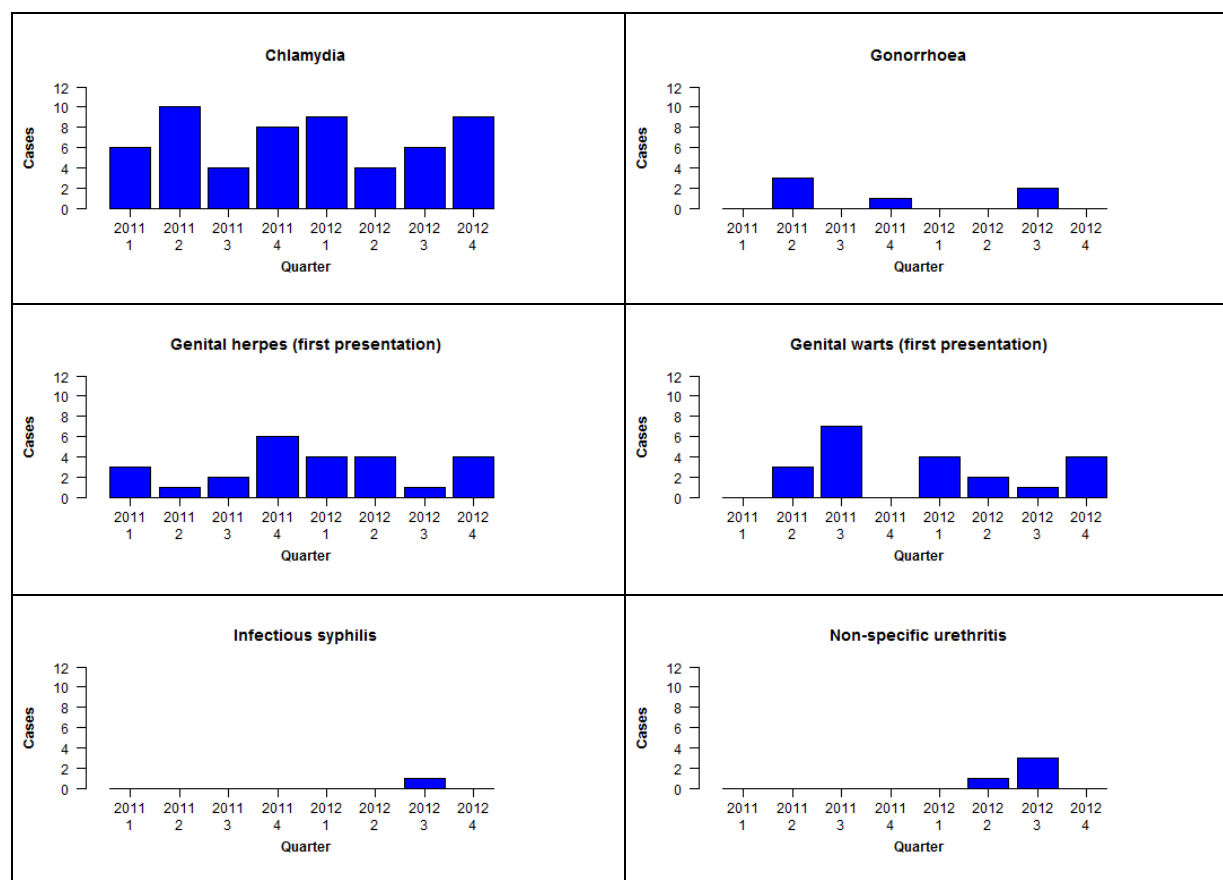 Chlamydia
12
10
8
6
4
2
0
Cases
2011 2011 2011 2011 2012 2012 2012 2012
1 2 3 4 1 2 3 4
Quarter
Gonorrhoea
12
10
8
6
4
2
0
Cases
2011 2011 2011 2011 2012 2012 2012 2012
1 2 3 4 1 2 3 4
Quarter
Genital herpes (first presentation)
12
10
8
6
4
2
0
Cases
2011 2011 2011 2011 2012 2012 2012 2012
1 2 3 4 1 2 3 4
Quarter
Genital warts (first presentation)
12
10
8
6
4
2
0
Cases
2011 2011 2011 2011 2012 2012 2012 2012
1 2 3 4 1 2 3 4
Quarter
Infectious syphilis
12
10
8
6
4
2
0
Cases
2011 2011 2011 2011 2012 2012 2012 2012
1 2 3 4 1 2 3 4
Quarter
Non-specific urethritis
12
10
8
6
4
2
0
Cases
2011 2011 2011 2011 2012 2012 2012 2012
1 2 3 4 1 2 3 4
Quarter